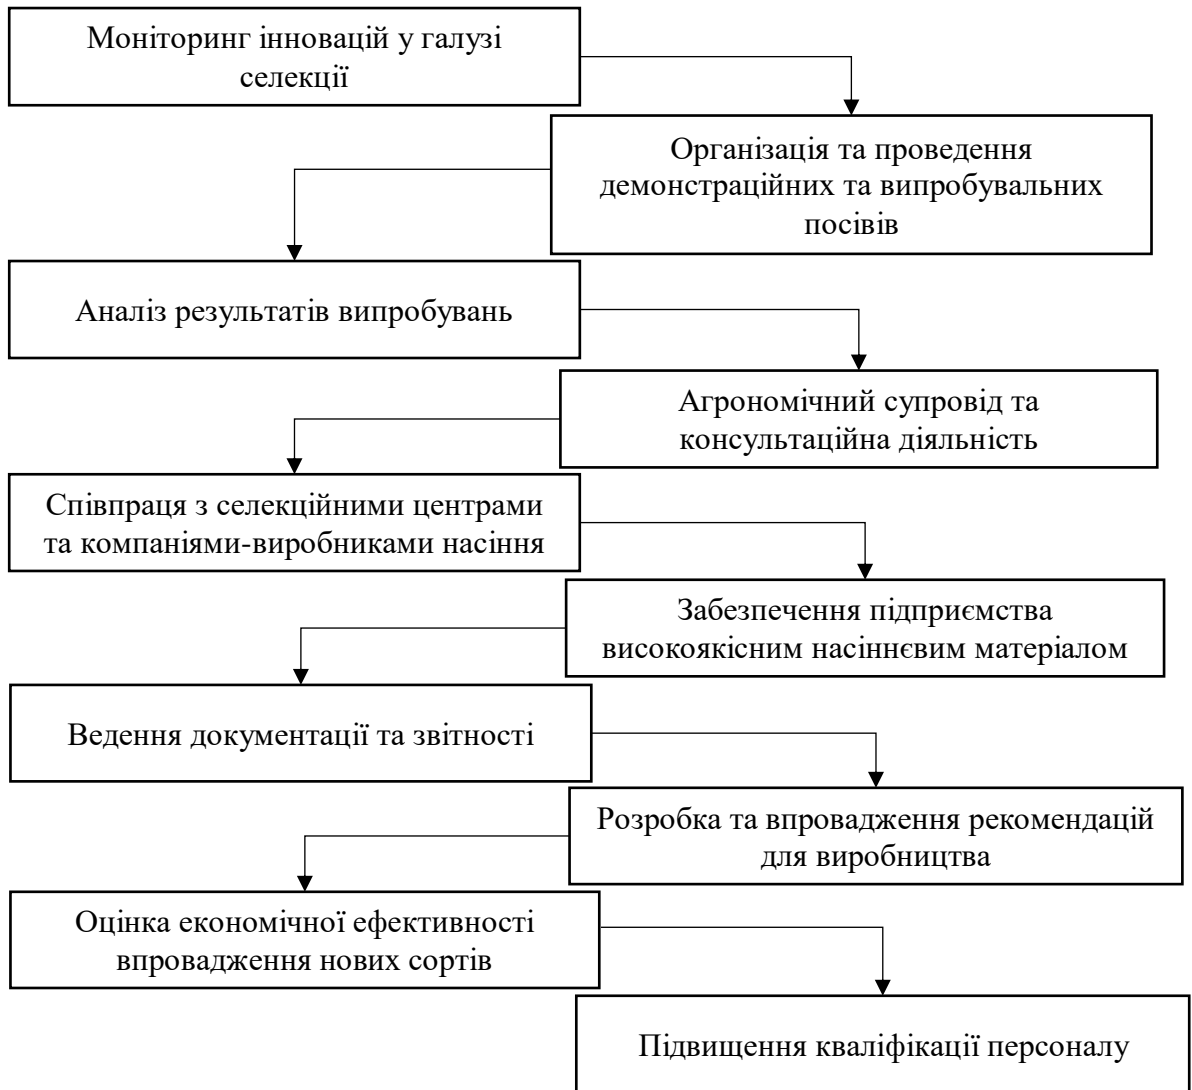 Моніторинг інновацій у галузі
селекції
Організація та проведення
демонстраційних та випробувальних
посівів
Аналіз результатів випробувань
Агрономічний супровід та
консультаційна діяльність
Співпраця з селекційними центрами
та компаніями-виробниками насіння
Забезпечення підприємства
високоякісним насіннєвим матеріалом
Ведення документації та звітності
Розробка та впровадження рекомендацій
для виробництва
Оцінка економічної ефективності
впровадження нових сортів
Підвищення кваліфікації персоналу